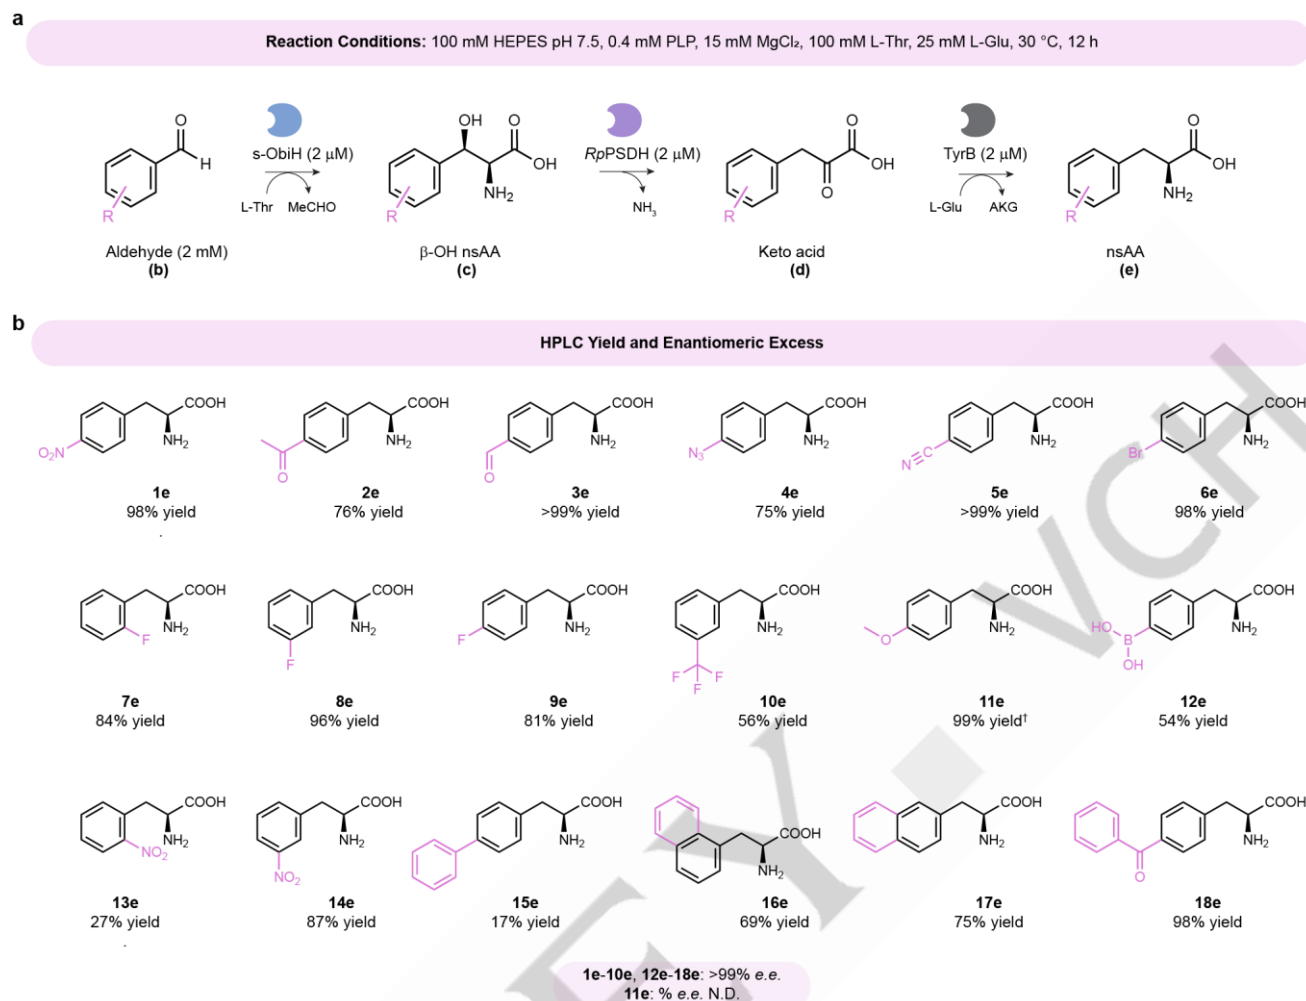 a
Reaction Conditions: 100 mM HEPES pH 7.5, 0.4 mM PLP, 15 mM MgCl₂, 100 mM L-Thr, 25 mM L-Glu, 30 °C, 12 h
O
H
R
Aldehyde (2 mM)
(b)
s-ObiH (2 μM)
L-Thr MeCHO
OH O
OH
NH₂
R
β-OH nsAA
(c)
RpPSDH (2 μM)
NH₃
O
OH
O
R
Keto acid
(d)
TyrB (2 μM)
L-Glu AKG
O
OH
NH₂
R
nsAA
(e)
b
HPLC Yield and Enantiomeric Excess
COOH
NH₂
O₂N
1e
98% yield
COOH
NH₂
O
2e
76% yield
COOH
NH₂
O
3e
>99% yield
COOH
NH₂
N₃
4e
75% yield
COOH
NH₂
N
C
5e
>99% yield
COOH
NH₂
Br
6e
98% yield
COOH
NH₂
F
7e
84% yield
COOH
NH₂
F
8e
96% yield
COOH
NH₂
F
9e
81% yield
COOH
NH₂
F F
F
10e
56% yield
COOH
NH₂
O
11e
99% yield†
COOH
NH₂
HO
B
OH
12e
54% yield
COOH
NH₂
NO₂
13e
27% yield
COOH
NH₂
NO₂
14e
87% yield
COOH
NH₂
15e
17% yield
COOH
NH₂
16e
69% yield
COOH
NH₂
17e
75% yield
COOH
NH₂
O
18e
98% yield
1e-10e, 12e-18e: >99% e.e.
11e: % e.e. N.D.
EY.VCH